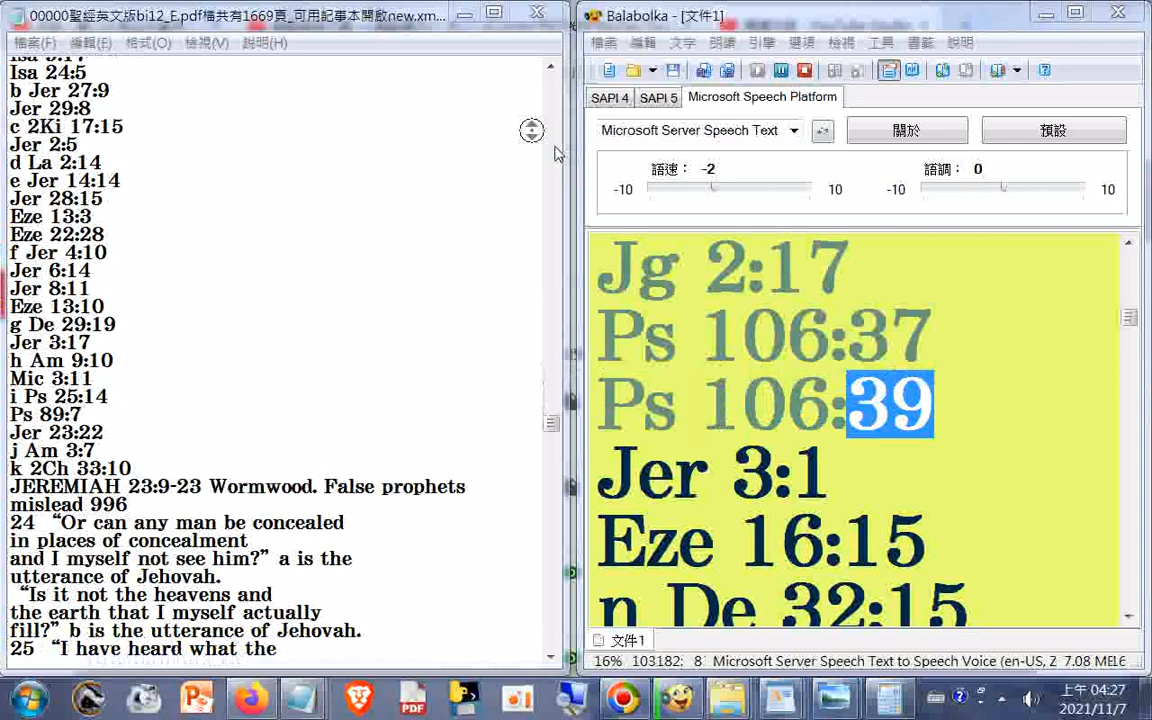 00000聖經英文版bi12_E.pdf檔共有1669頁_可用記事本開啟new.xm...
檔案(F) 編輯(E) 格式(O) 檢視(V) 說明(H)
Isa 24:5
b Jer 27:9
Jer 29:8
c 2Ki 17:15
Jer 2:5
d La 2:14
e Jer 14:14
Jer 28:15
Eze 13:3
Eze 22:28
f Jer 4:10
Jer 6:14
Jer 8:11
Eze 13:10
g De 29:19
Jer 3:17
h Am 9:10
Mic 3:11
i Ps 25:14
Ps 89:7
Jer 23:22
j Am 3:7
k 2Ch 33:10
JEREMIAH 23:9-23 Wormwood. False prophets
mislead 996
24 “Or can any man be concealed
in places of concealment
and I myself not see him?” a is the
utterance of Jehovah.
“Is it not the heavens and
the earth that I myself actually
fill?” b is the utterance of Jehovah.
25 “I have heard what the
Balabolka - [文件1]
檔案 編輯 文字 朗讀 引擎 選項 檢視 工具 書籤 說明
SAPI 4 SAPI 5 Microsoft Speech Platform
Microsoft Server Speech Text 關於 預設
語速： -2 語調： 0
-10 10 -10 10
Jg 2:17
Ps 106:37
Ps 106:39
Jer 3:1
Eze 16:15
n De 32:15
文件1
16% 103182: 8 Microsoft Server Speech Text to Speech Voice (en-US, Z 7.08 ME
上午 04:27
2021/11/7